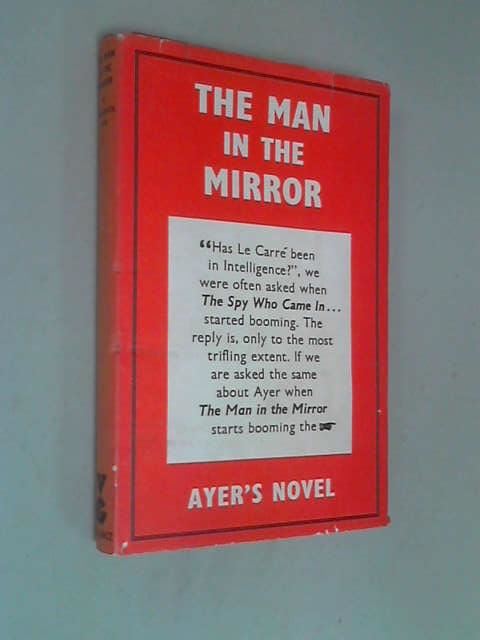 THE MAN
IN THE
MIRROR
“Has Le Carré been
in Intelligence?”, we
were often asked when
The Spy Who Came In...
started booming. The
reply is, only to the most
trifling extent. If we
are asked the same
about Ayer when
The Man in the Mirror
starts booming the
AYER'S NOVEL